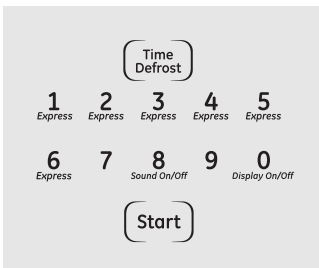 Time
Defrost
1 2 3 4 5
Express Express Express Express Express
6 7 8 9 0
Express Sound On/Off Display On/Off
Start